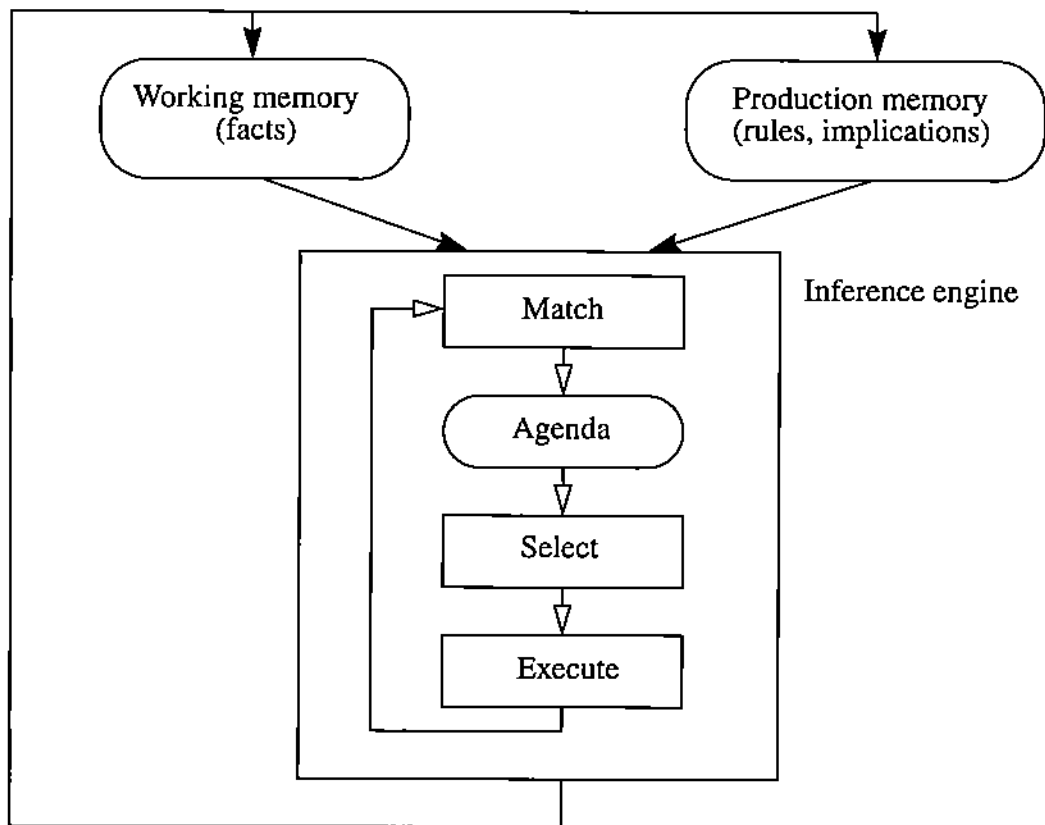 Working memory
(facts)
Production memory
(rules, implications)
Inference engine
Match
Agenda
Select
Execute